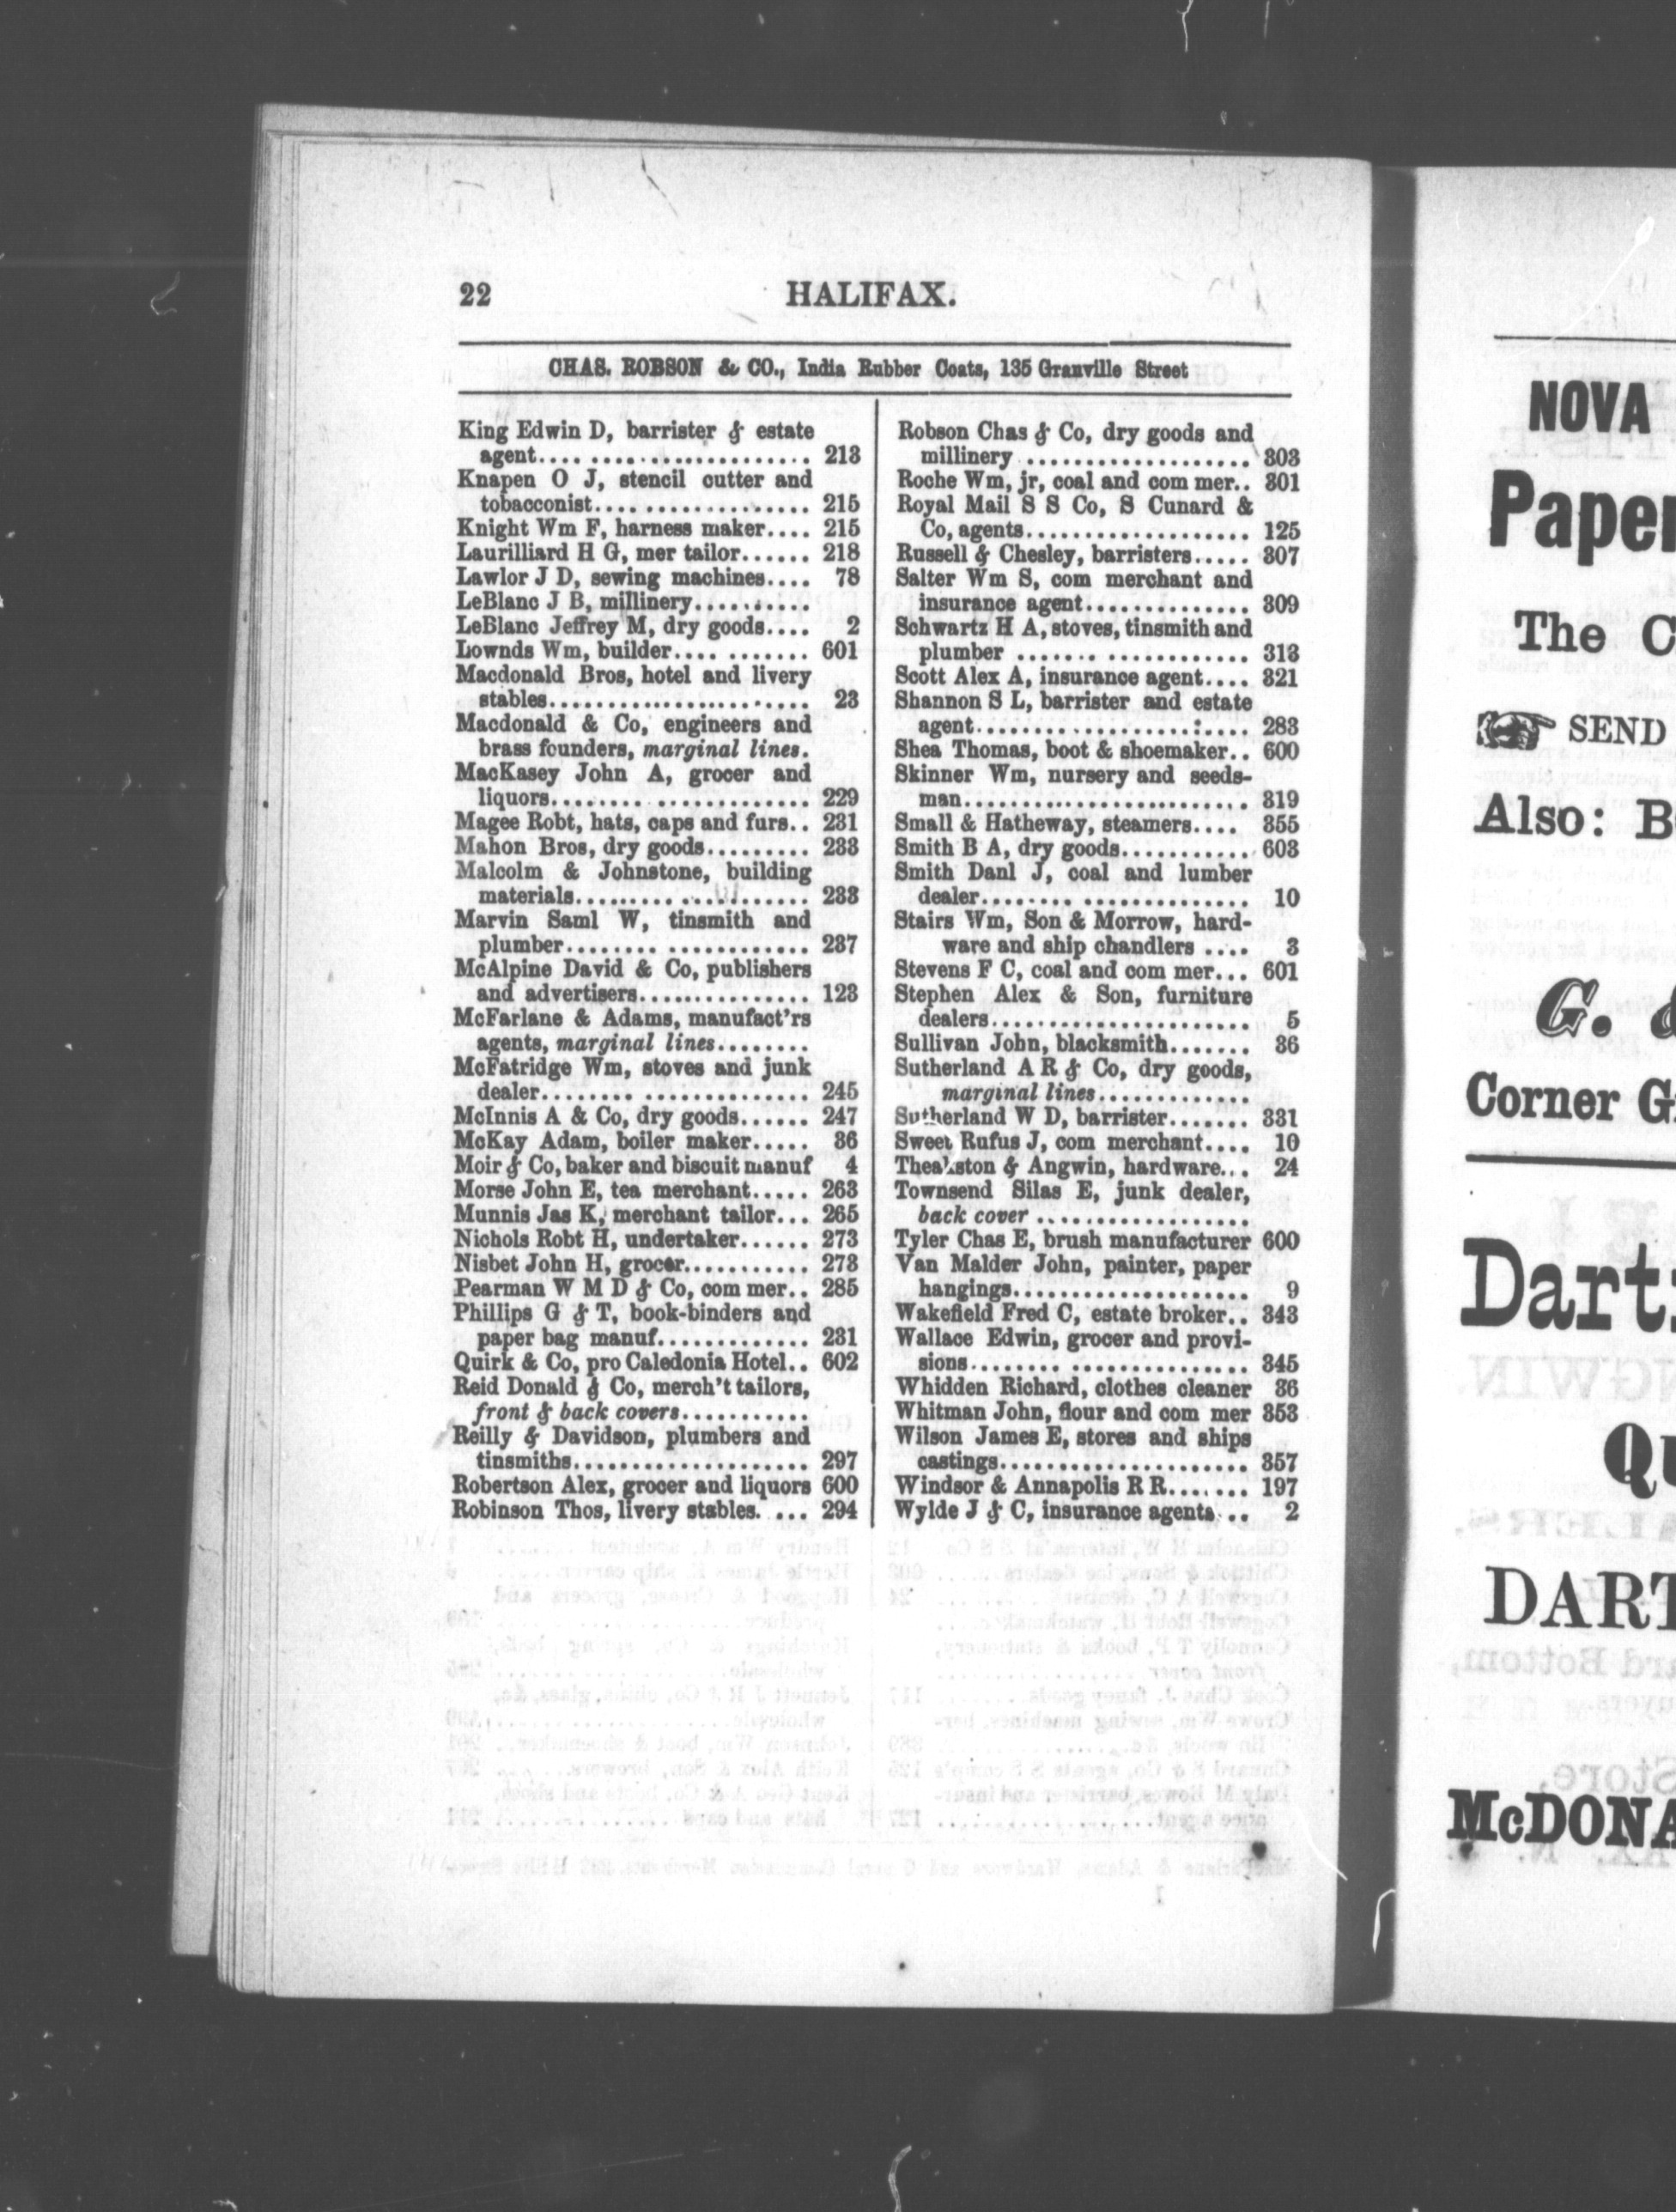 22
HALIFAX.
CHAS. ROBSON & CO., India Rubber Coats, 135 Granville Street
King Edwin D, barrister & estate
agent.... ..................... 213
Knapen O J, stencil cutter and
tobacconist.... ............... 215
Knight Wm F, harness maker.... 215
Laurilliard H G, mer tailor...... 218
Lawlor J D, sewing machines.... 78
LeBlanc J B, millinery..........
LeBlanc Jeffrey M, dry goods.... 2
Lownds Wm, builder.... ....... 601
Macdonald Bros, hotel and livery
stables....................... 23
Macdonald & Co, engineers and
brass founders, marginal lines.
MacKasey John A, grocer and
liquors........ .............. 229
Magee Robt, hats, caps and furs.. 231
Mahon Bros, dry goods......... 233
Malcolm & Johnstone, building
materials..................... 233
Marvin Saml W, tinsmith and
plumber........ .............. 237
McAlpine David & Co, publishers
and advertisers............... 123
McFarlane & Adams, manufact'rs
agents, marginal lines........
McFatridge Wm, stoves and junk
dealer........ ............... 245
McInnis A & Co, dry goods...... 247
McKay Adam, boiler maker..... 36
Moir & Co, baker and biscuit manuf 4
Morse John E, tea merchant..... 263
Munnis Jas K, merchant tailor... 265
Nichols Robt H, undertaker...... 273
Nisbet John H, grocer........... 273
Pearman W M D & Co, com mer.. 285
Phillips G & T, book-binders and
paper bag manuf............. 231
Quirk & Co, pro Caledonia Hotel.. 602
Reid Donald & Co, merch't tailors,
front & back covers...........
Reilly & Davidson, plumbers and
tinsmiths..................... 297
Robertson Alex, grocer and liquors 600
Robinson Thos, livery stables. ... 294
Robson Chas & Co, dry goods and
millinery .................... 303
Roche Wm, jr, coal and com mer.. 301
Royal Mail S S Co, S Cunard &
Co, agents................... 125
Russell & Chesley, barristers..... 307
Salter Wm S, com merchant and
insurance agent.............. 309
Schwartz H A, stoves, tinsmith and
plumber ....... ............. 313
Scott Alex A, insurance agent.... 321
Shannon S L, barrister and estate
agent..................:.... 283
Shea Thomas, boot & shoemaker.. 600
Skinner Wm, nursery and seeds-
man......................... 319
Small & Hatheway, steamers.... 355
Smith B A, dry goods............ 603
Smith Danl J, coal and lumber
dealer........ ............... 10
Stairs Wm, Son & Morrow, hard-
ware and ship chandlers .... 3
Stevens F C, coal and com mer... 601
Stephen Alex & Son, furniture
dealers....................... 5
Sullivan John, blacksmith....... 36
Sutherland A R & Co, dry goods,
marginal lines..............
Sutherland W D, barrister....... 331
Sweet Rufus J, com merchant.... 10
Theakston & Angwin, hardware... 24
Townsend Silas E, junk dealer,
back cover ..................
Tyler Chas E, brush manufacturer 600
Van Malder John, painter, paper
hangings..................... 9
Wakefield Fred C, estate broker.. 343
Wallace Edwin, grocer and provi-
sions........ ............... 345
Whidden Richard, clothes cleaner 36
Whitman John, flour and com mer 353
Wilson James E, stores and ships
castings...................... 357
Windsor & Annapolis R R....... 197
Wylde J & C, insurance agents... 2
NOVA
The C
SEND
Also: B
G. &
Corner
QU
DART